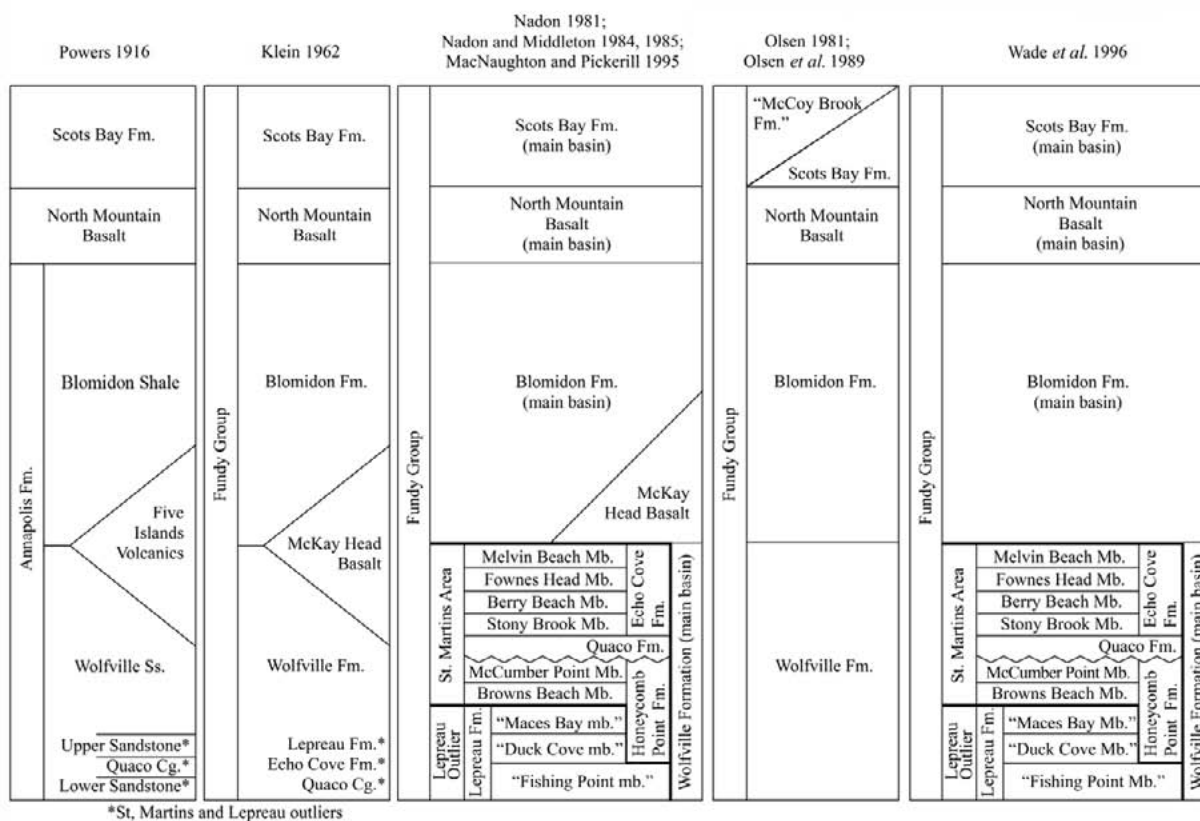 Powers 1916
Klein 1962
Nadon 1981;
Nadon and Middleton 1984, 1985;
MacNaughton and Pickerill 1995
Olsen 1981;
Olsen et al. 1989
Wade et al. 1996
Annapolis Fm.
Scots Bay Fm.
North Mountain
Basalt
Blomidon Shale
Five
Islands
Volcanics
Wolfville Ss.
Upper Sandstone*
Quaco Cg.*
Lower Sandstone*
*St, Martins and Lepreau outliers
Fundy Group
Scots Bay Fm.
North Mountain
Basalt
Blomidon Fm.
McKay Head
Basalt
Wolfville Fm.
Lepreau Fm.*
Echo Cove Fm.*
Quaco Cg.*
Fundy Group
Scots Bay Fm.
(main basin)
North Mountain
Basalt
(main basin)
Blomidon Fm.
(main basin)
McKay
Head Basalt
St. Martins Area
Melvin Beach Mb.
Fownes Head Mb.
Berry Beach Mb.
Stony Brook Mb.
Echo Cove
Fm.
Quaco Fm.
McCumber Point Mb.
Browns Beach Mb.
Honeycomb
Point Fm.
Lepreau
Outlier
Lepreau Fm.
“Maces Bay mb.”
“Duck Cove mb.”
“Fishing Point mb.”
Wolfville Formation (main basin)
Fundy Group
“McCoy Brook
Fm.”
Scots Bay Fm.
North Mountain
Basalt
Blomidon Fm.
Wolfville Fm.
Fundy Group
Scots Bay Fm.
(main basin)
North Mountain
Basalt
(main basin)
Blomidon Fm.
(main basin)
St. Martins Area
Melvin Beach Mb.
Fownes Head Mb.
Berry Beach Mb.
Stony Brook Mb.
Echo Cove
Fm.
Quaco Fm.
McCumber Point Mb.
Browns Beach Mb.
Honeycomb
Point Fm.
Lepreau
Outlier
Lepreau Fm.
“Maces Bay Mb.”
“Duck Cove Mb.”
“Fishing Point Mb.”
Wolfville Formation (main basin)